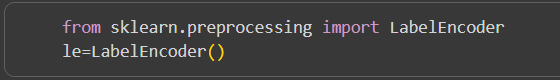 from sklearn.preprocessing import LabelEncoder
le=LabelEncoder()